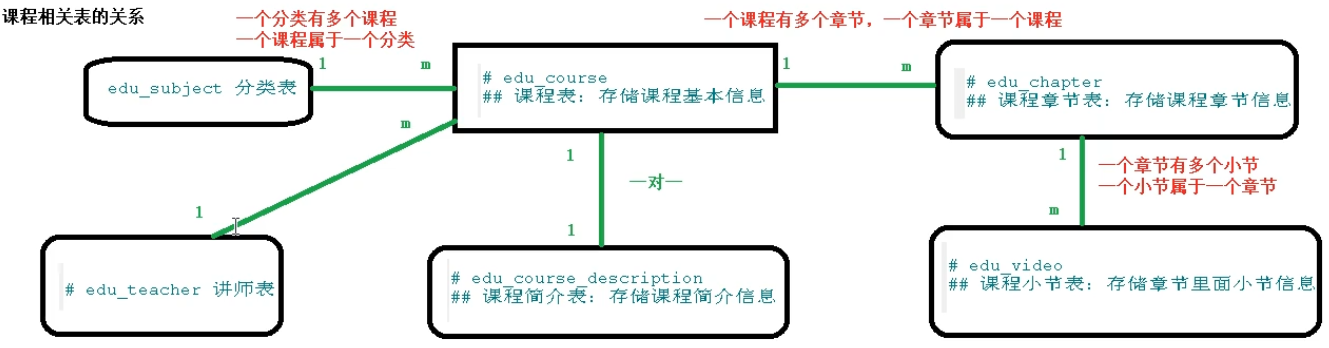 课程相关表的关系
一个分类有多个课程
一个课程属于一个分类
一个课程有多个章节，一个章节属于一个课程
1
m
1
m
edu_subject 分类表
# edu_course
## 课程表：存储课程基本信息
# edu_chapter
## 课程章节表：存储课程章节信息
m
1
一对一
1
1
一个章节有多个小节
一个小节属于一个章节
1
m
# edu_teacher 讲师表
# edu_course_description
## 课程简介表：存储课程简介信息
# edu_video
## 课程小节表：存储章节里面小节信息